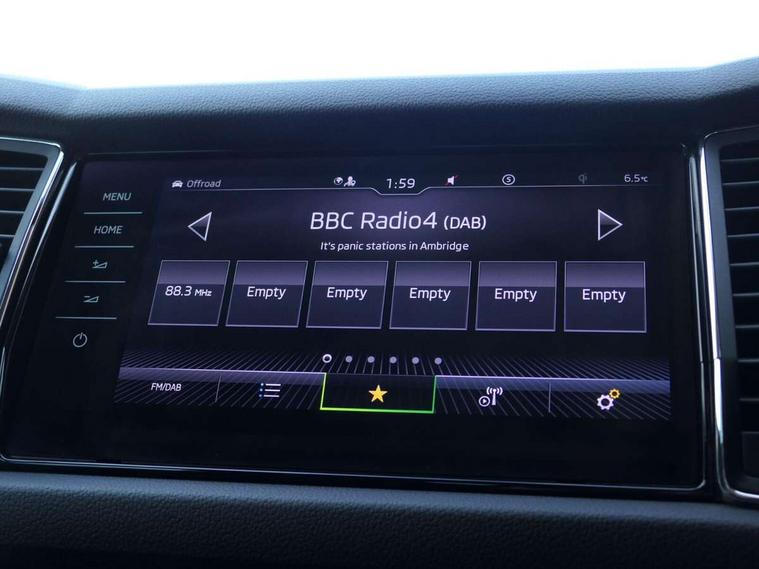 Offroad
1:59
S
6.5°C
MENU
HOME
BBC Radio4 (DAB)
It's panic stations in Ambridge
88.3 MHz
Empty
Empty
Empty
Empty
Empty
FM/DAB